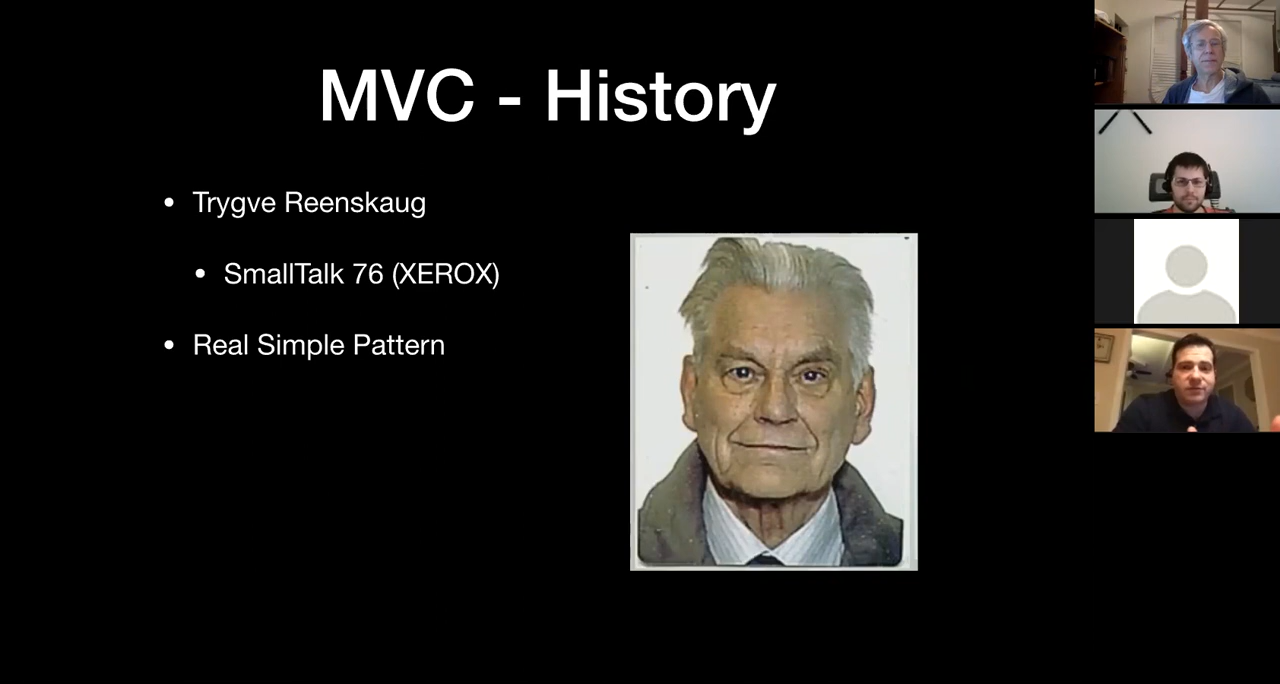 MVC - History
• Trygve Reenskaug
• SmallTalk 76 (XEROX)
• Real Simple Pattern